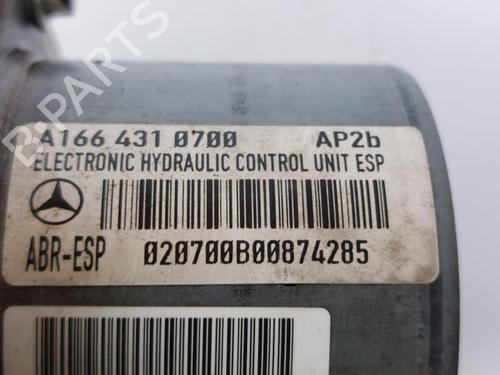 A166 431 0700 AP2b
ELECTRONIC HYDRAULIC CONTROL UNIT ESP
ABR-ESP 020700B00874285
B-PARTS